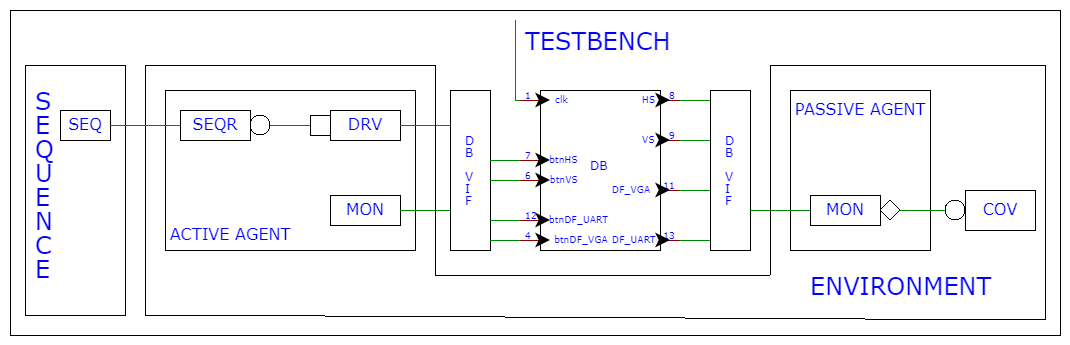 TESTBENCH
SEQUENCE
SEQ
SEQR
DRV
MON
ACTIVE AGENT
DB VIF
1 clk
7 btnHS
6 btnVS
12 btnDF_UART
4 btnDF_VGA
DB
HS 8
VS 9
DF_VGA 11
DF_UART 13
DB VIF
PASSIVE AGENT
MON
COV
ENVIRONMENT